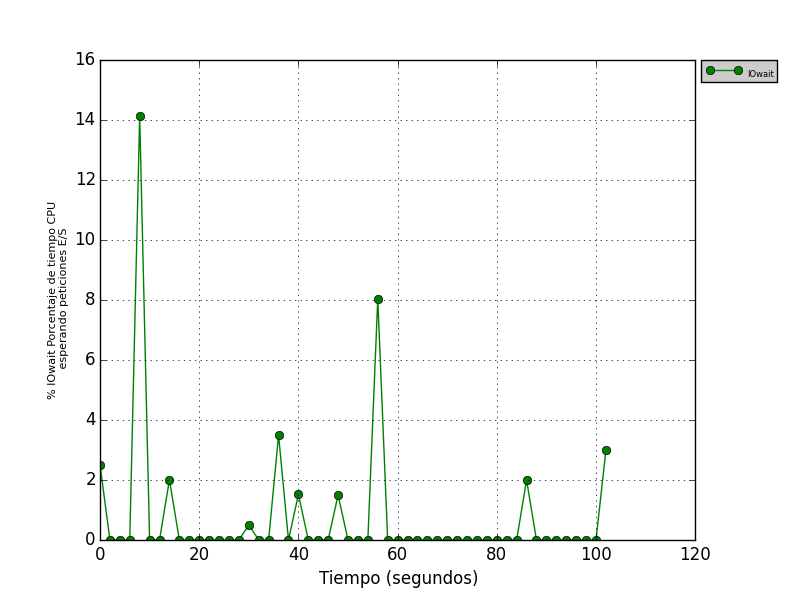 16
14
12
10
8
6
4
2
0
% IOwait Porcentaje de tiempo CPU
esperando peticiones E/S
0 20 40 60 80 100 120
Tiempo (segundos)
IOwait